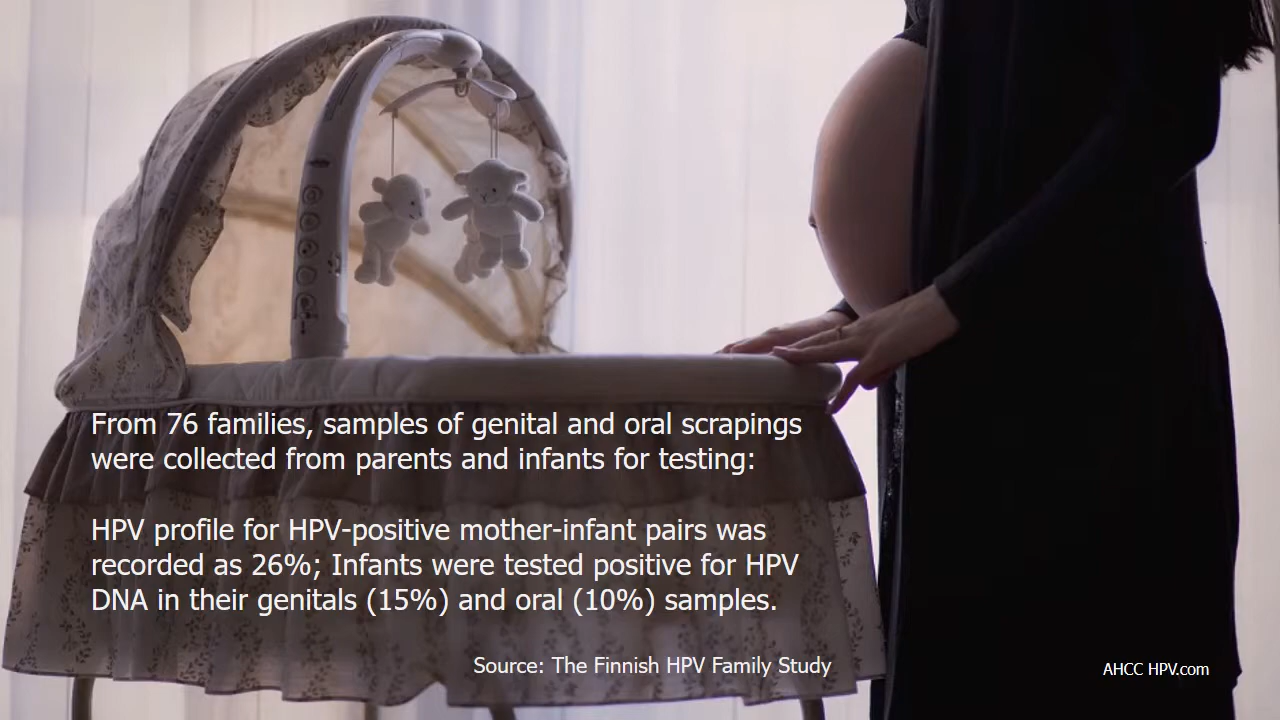 From 76 families, samples of genital and oral scrapings
were collected from parents and infants for testing:
HPV profile for HPV-positive mother-infant pairs was
recorded as 26%; Infants were tested positive for HPV
DNA in their genitals (15%) and oral (10%) samples.
Source: The Finnish HPV Family Study
AHCC HPV.com